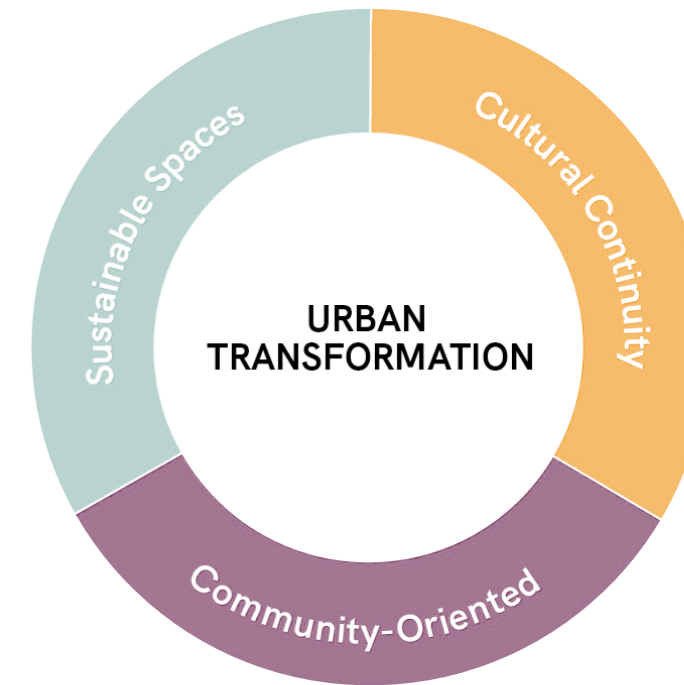 Sustainable Spaces
Cultural Continuity
URBAN
TRANSFORMATION
Community-Oriented